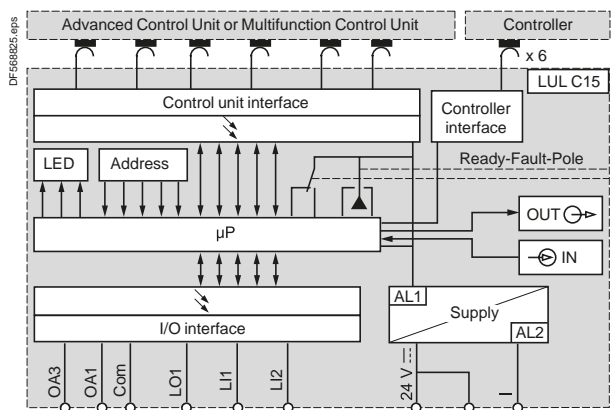 Advanced Control Unit or Multifunction Control Unit
Controller
DF568825.eps
x 6
LUL C15
Control unit interface
Controller
interface
LED
Address
Ready-Fault-Pole
µP
OUT
IN
AL1
Supply
AL2
I/O interface
OA3
OA1
Com
LO1
LI1
LI2
24 V